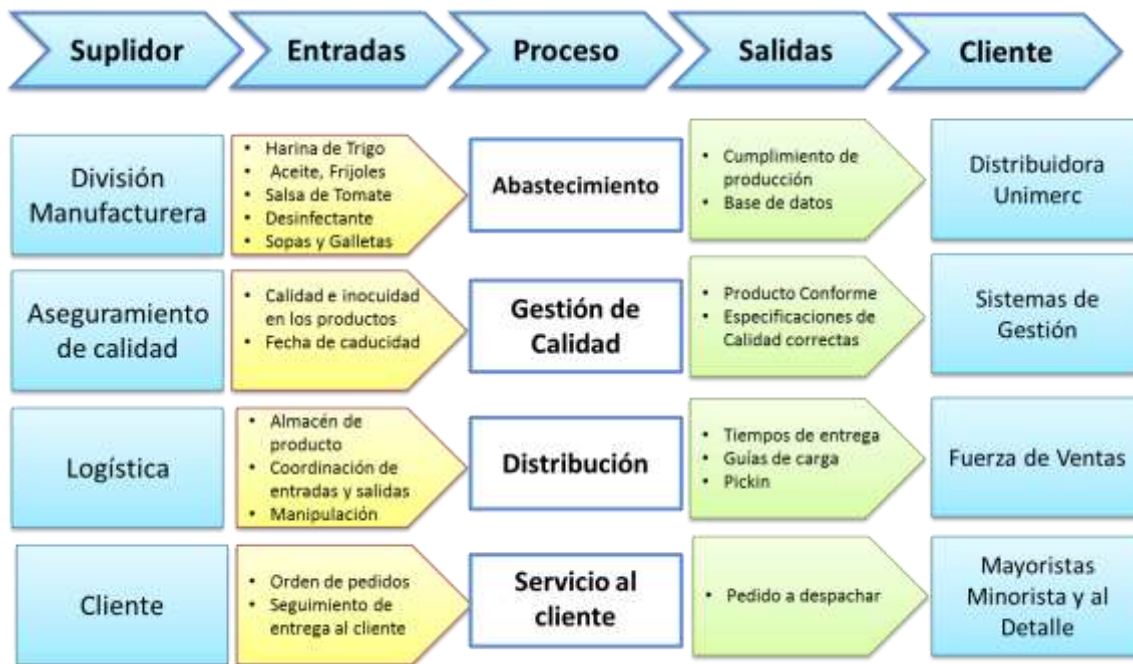 Suplidor
Entradas
Proceso
Salidas
Cliente
División
Manufacturera
• Harina de Trigo
• Aceite, Frijoles
• Salsa de Tomate
• Desinfectante
• Sopas y Galletas
Abastecimiento
• Cumplimiento de
producción
• Base de datos
Distribuidora
Unimerc
Aseguramiento
de calidad
• Calidad e inocuidad
en los productos
• Fecha de caducidad
Gestión de
Calidad
• Producto Conforme
• Especificaciones de
Calidad correctas
Sistemas de
Gestión
Logística
• Almacén de
producto
• Coordinación de
entradas y salidas
• Manipulación
Distribución
• Tiempos de entrega
• Guías de carga
• Pickin
Fuerza de Ventas
Cliente
• Orden de pedidos
• Seguimiento de
entrega al cliente
Servicio al
cliente
• Pedido a despachar
Mayoristas
Minorista y al
Detalle